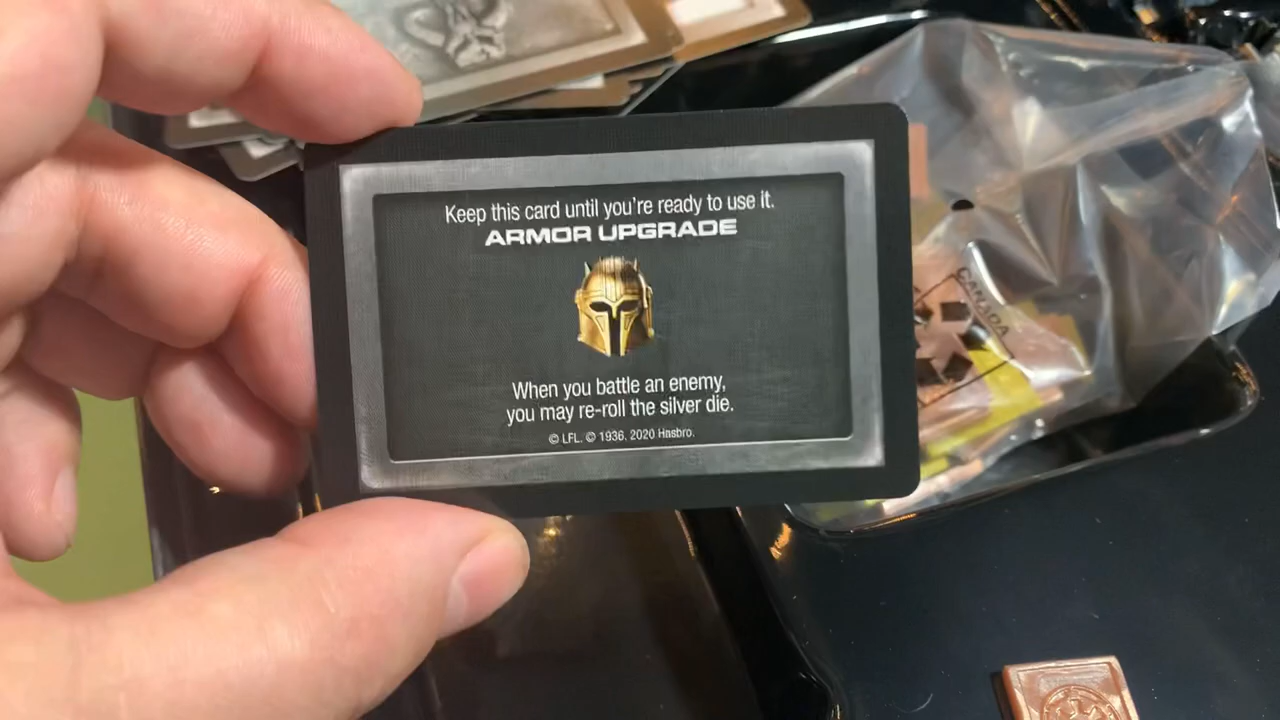 Keep this card until you're ready to use it.
ARMOR UPGRADE
When you battle an enemy,
you may re-roll the silver die.
© LFL. © 1936, 2020 Hasbro.
CANADA